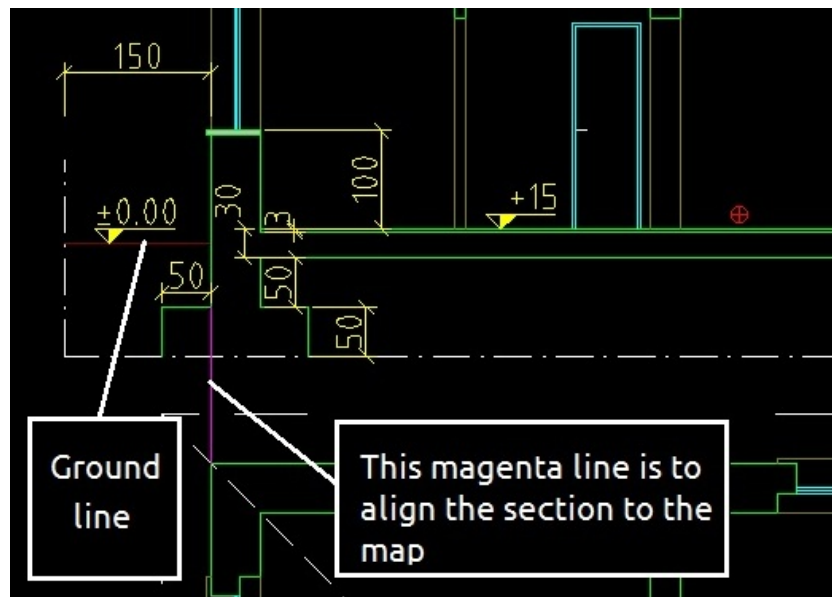 150
100
30
3
+15
±0.00
50
50
50
Ground
line
This magenta line is to
align the section to the
map